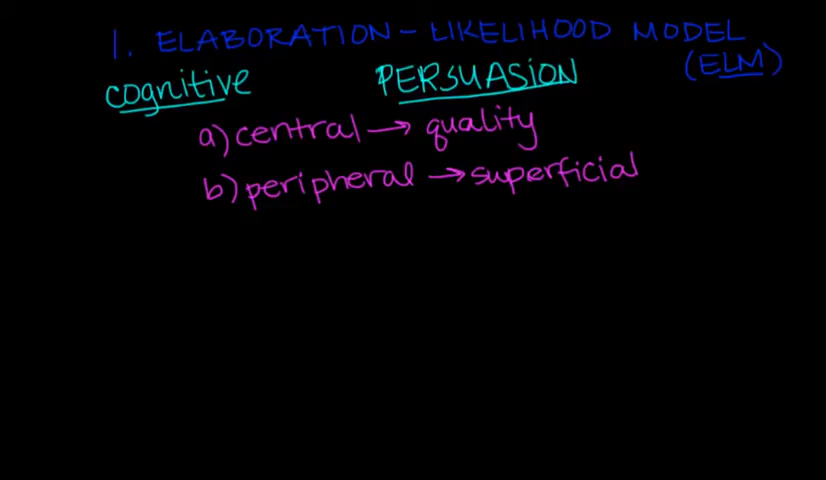 1. ELABORATION-LIKELIHOOD MODEL
(ELM)
cognitive PERSUASION
a) central → quality
b) peripheral → superficial